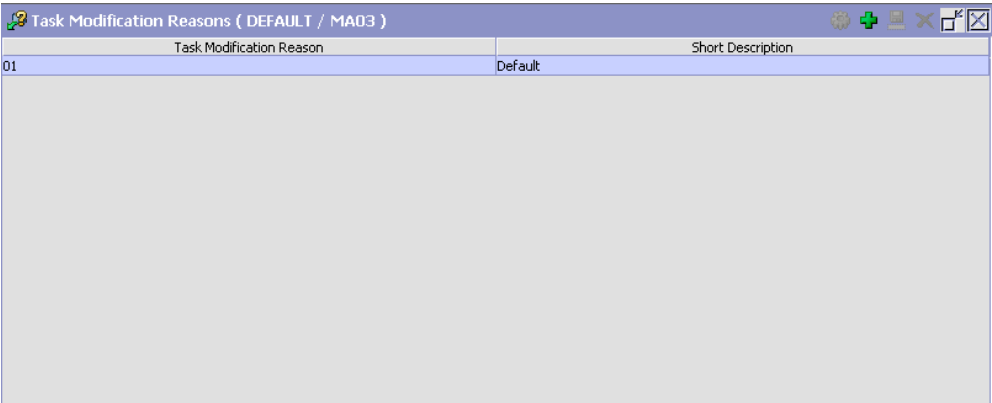 Task Modification Reasons ( DEFAULT / MA03 )
Task Modification Reason Short Description
01 Default